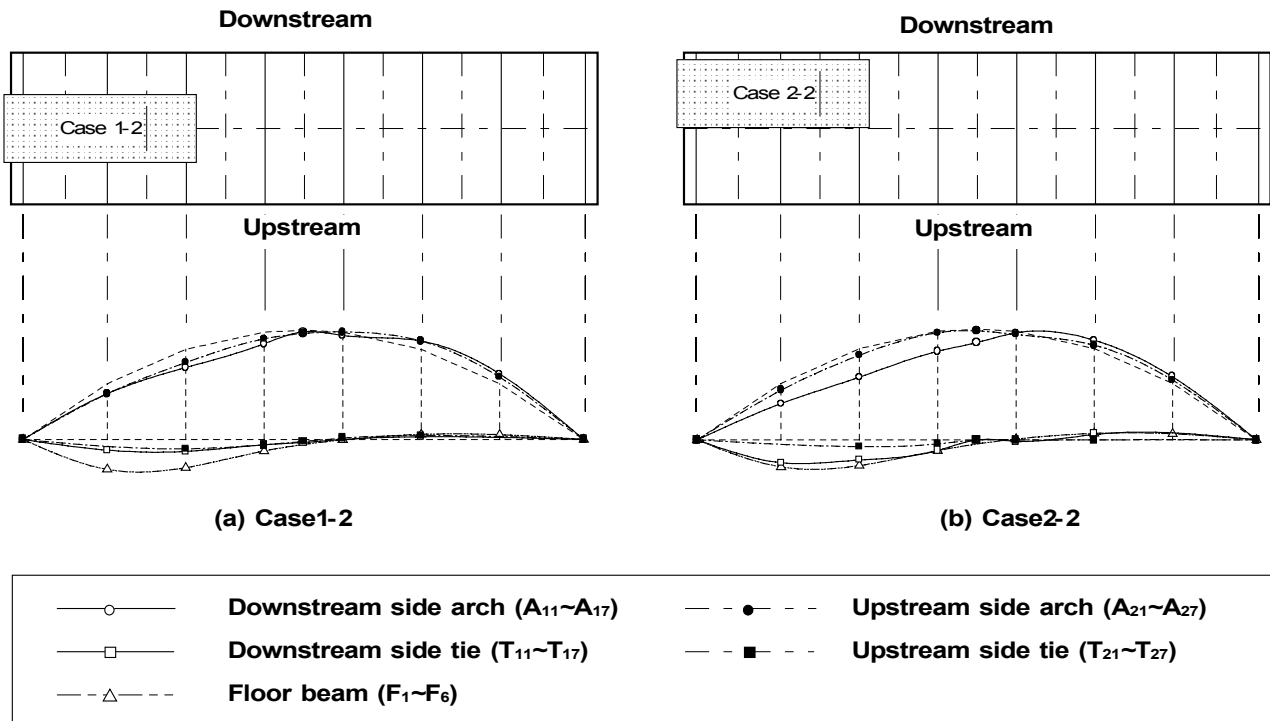 Downstream
Downstream
Case 1-2
Case 2-2
Upstream
Upstream
(a) Case1-2
(b) Case2-2
Downstream side arch (A11~A17)
Upstream side arch (A21~A27)
Downstream side tie (T11~T17)
Upstream side tie (T21~T27)
Floor beam (F1~F6)